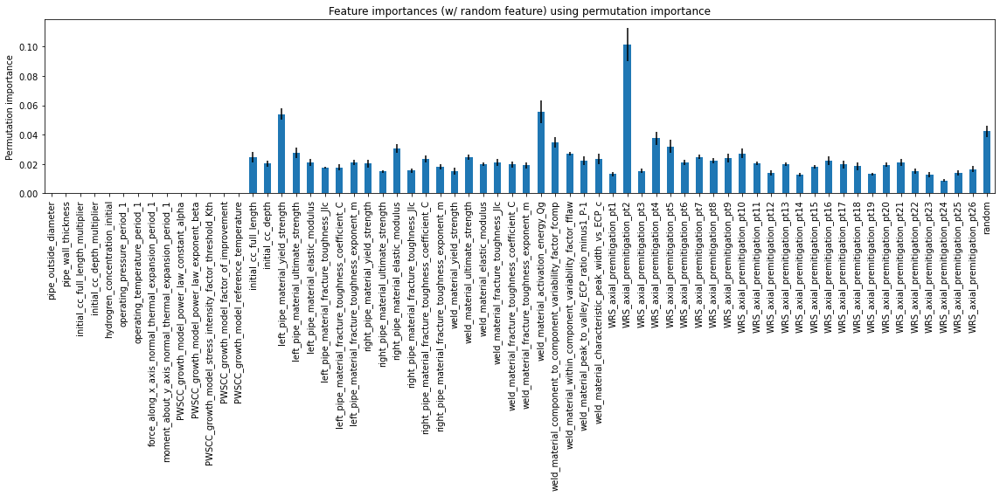 Feature importances (w/ random feature) using permutation importance
Permutation importance
0.10
0.08
0.06
0.04
0.02
0.00
pipe_outside_diameter
pipe_wall_thickness
initial_cc_full_length_multiplier
initial_cc_depth_multiplier
hydrogren_concentration_initial
operating_pressure_period_1
operating_temperature_period_1
force_along_x_axis_normal_thermal_expansion_period_1
moment_about_y_axis_normal_thermal_expansion_period_1
PWSCC_growth_model_power_law_constant_alpha
PWSCC_growth_model_power_law_exponent_beta
PWSCC_growth_model_stress_intensity_factor_threshold_Kth
PWSCC_growth_model_factor_of_improvement
PWSCC_growth_model_reference_temperature
initial_cc_full_length
initial_cc_depth
left_pipe_material_yield_strength
left_pipe_material_ultimate_strength
left_pipe_material_elastic_modulus
left_pipe_material_fracture_toughness_JIc
left_pipe_material_fracture_toughness_coefficient_C
left_pipe_material_fracture_toughness_exponent_m
right_pipe_material_yield_strength
right_pipe_material_ultimate_strength
right_pipe_material_elastic_modulus
right_pipe_material_fracture_toughness_JIc
right_pipe_material_fracture_toughness_coefficient_C
right_pipe_material_fracture_toughness_exponent_m
weld_material_yield_strength
weld_material_ultimate_strength
weld_material_elastic_modulus
weld_material_fracture_toughness_JIc
weld_material_fracture_toughness_coefficient_C
weld_material_fracture_toughness_exponent_m
weld_material_activation_energy_Qg
weld_material_component_to_component_variability_factor_fcomp
weld_material_within_component_variability_factor_fflaw
weld_material_peak_to_valley_ECP_ratio_minus1_P-1
weld_material_characteristic_peak_width_vs_ECP_c
WRS_axial_premitigation_pt1
WRS_axial_premitigation_pt2
WRS_axial_premitigation_pt3
WRS_axial_premitigation_pt4
WRS_axial_premitigation_pt5
WRS_axial_premitigation_pt6
WRS_axial_premitigation_pt7
WRS_axial_premitigation_pt8
WRS_axial_premitigation_pt9
WRS_axial_premitigation_pt10
WRS_axial_premitigation_pt11
WRS_axial_premitigation_pt12
WRS_axial_premitigation_pt13
WRS_axial_premitigation_pt14
WRS_axial_premitigation_pt15
WRS_axial_premitigation_pt16
WRS_axial_premitigation_pt17
WRS_axial_premitigation_pt18
WRS_axial_premitigation_pt19
WRS_axial_premitigation_pt20
WRS_axial_premitigation_pt21
WRS_axial_premitigation_pt22
WRS_axial_premitigation_pt23
WRS_axial_premitigation_pt24
WRS_axial_premitigation_pt25
WRS_axial_premitigation_pt26
random